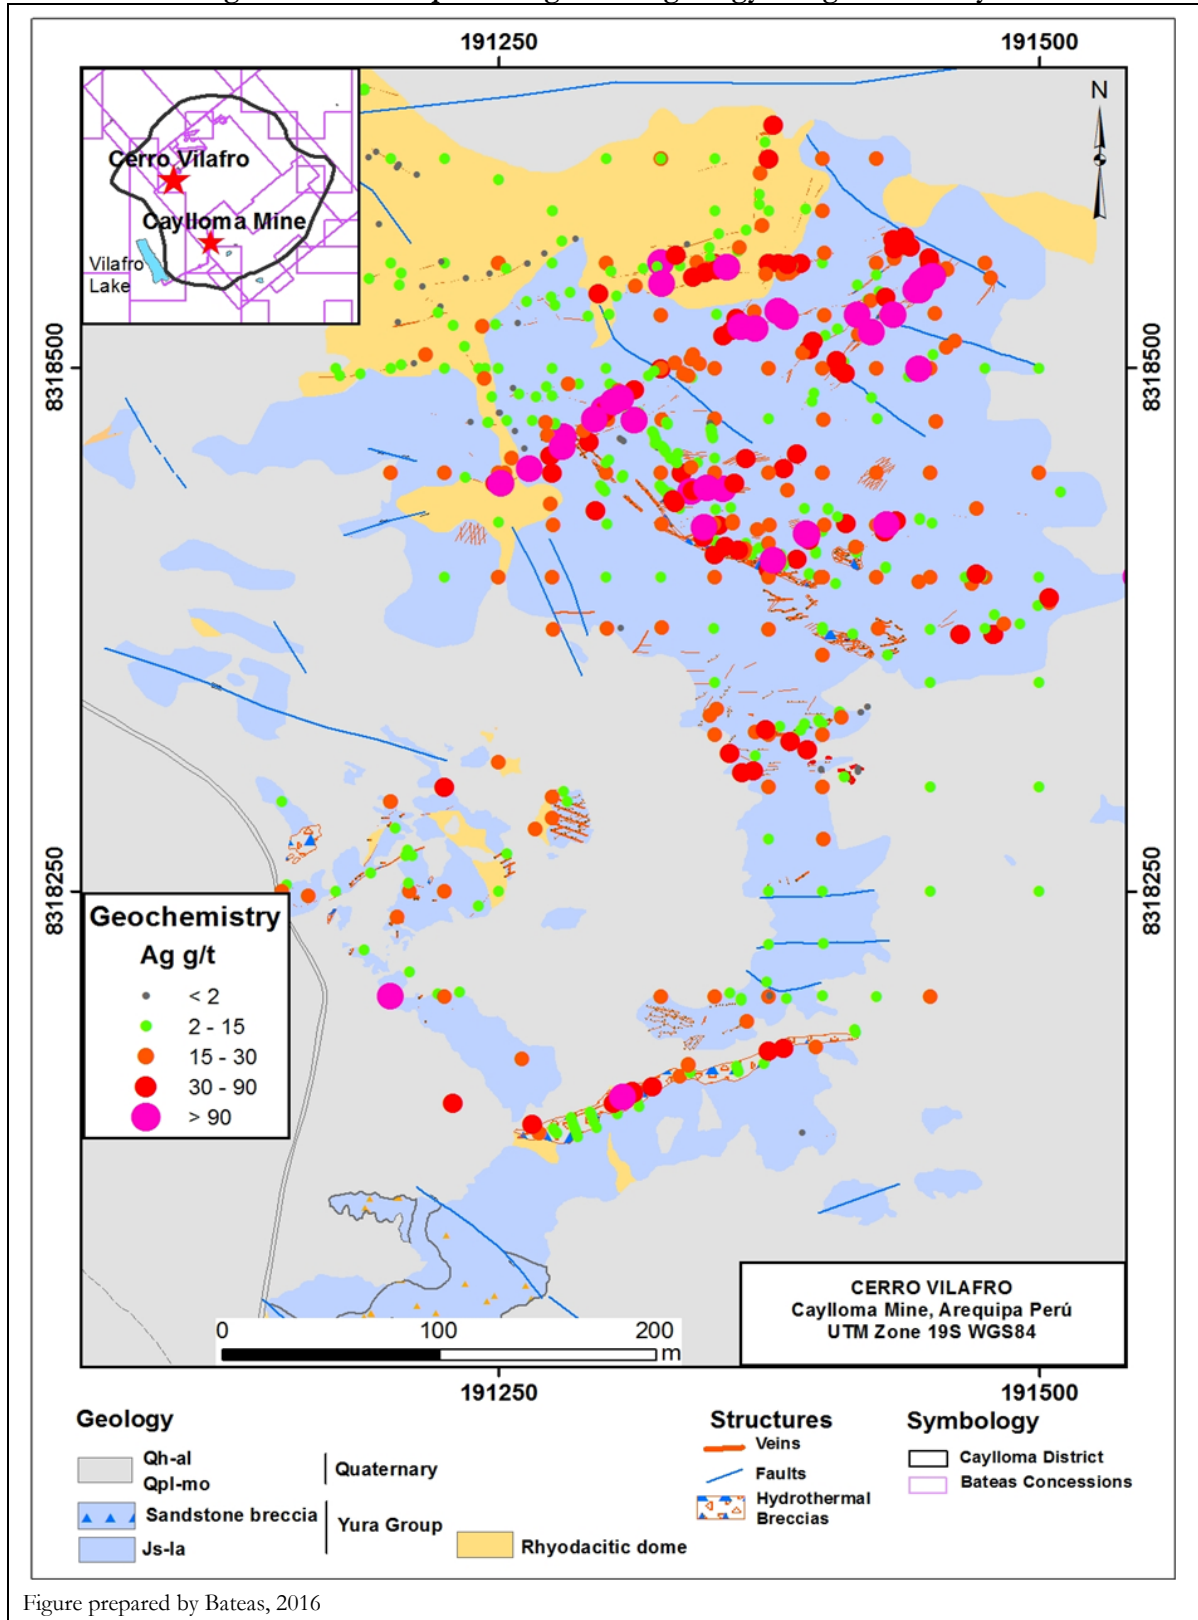 191250
191500
N
Cerro Vilafro
Caylloma Mine
Vilafro
Lake
8318500
8318500
8318250
8318250
Geochemistry
Ag g/t
< 2
2 - 15
15 - 30
30 - 90
> 90
CERRO VILAFRO
Caylloma Mine, Arequipa Perú
UTM Zone 19S WGS84
0 100 200
m
191250
191500
Geology
Qh-al
Qpl-mo
Quaternary
Sandstone breccia
Yura Group
Js-la
Rhyodacitic dome
Structures
Veins
Faults
Hydrothermal
Breccias
Symbology
Caylloma District
Bateas Concessions
Figure prepared by Bateas, 2016